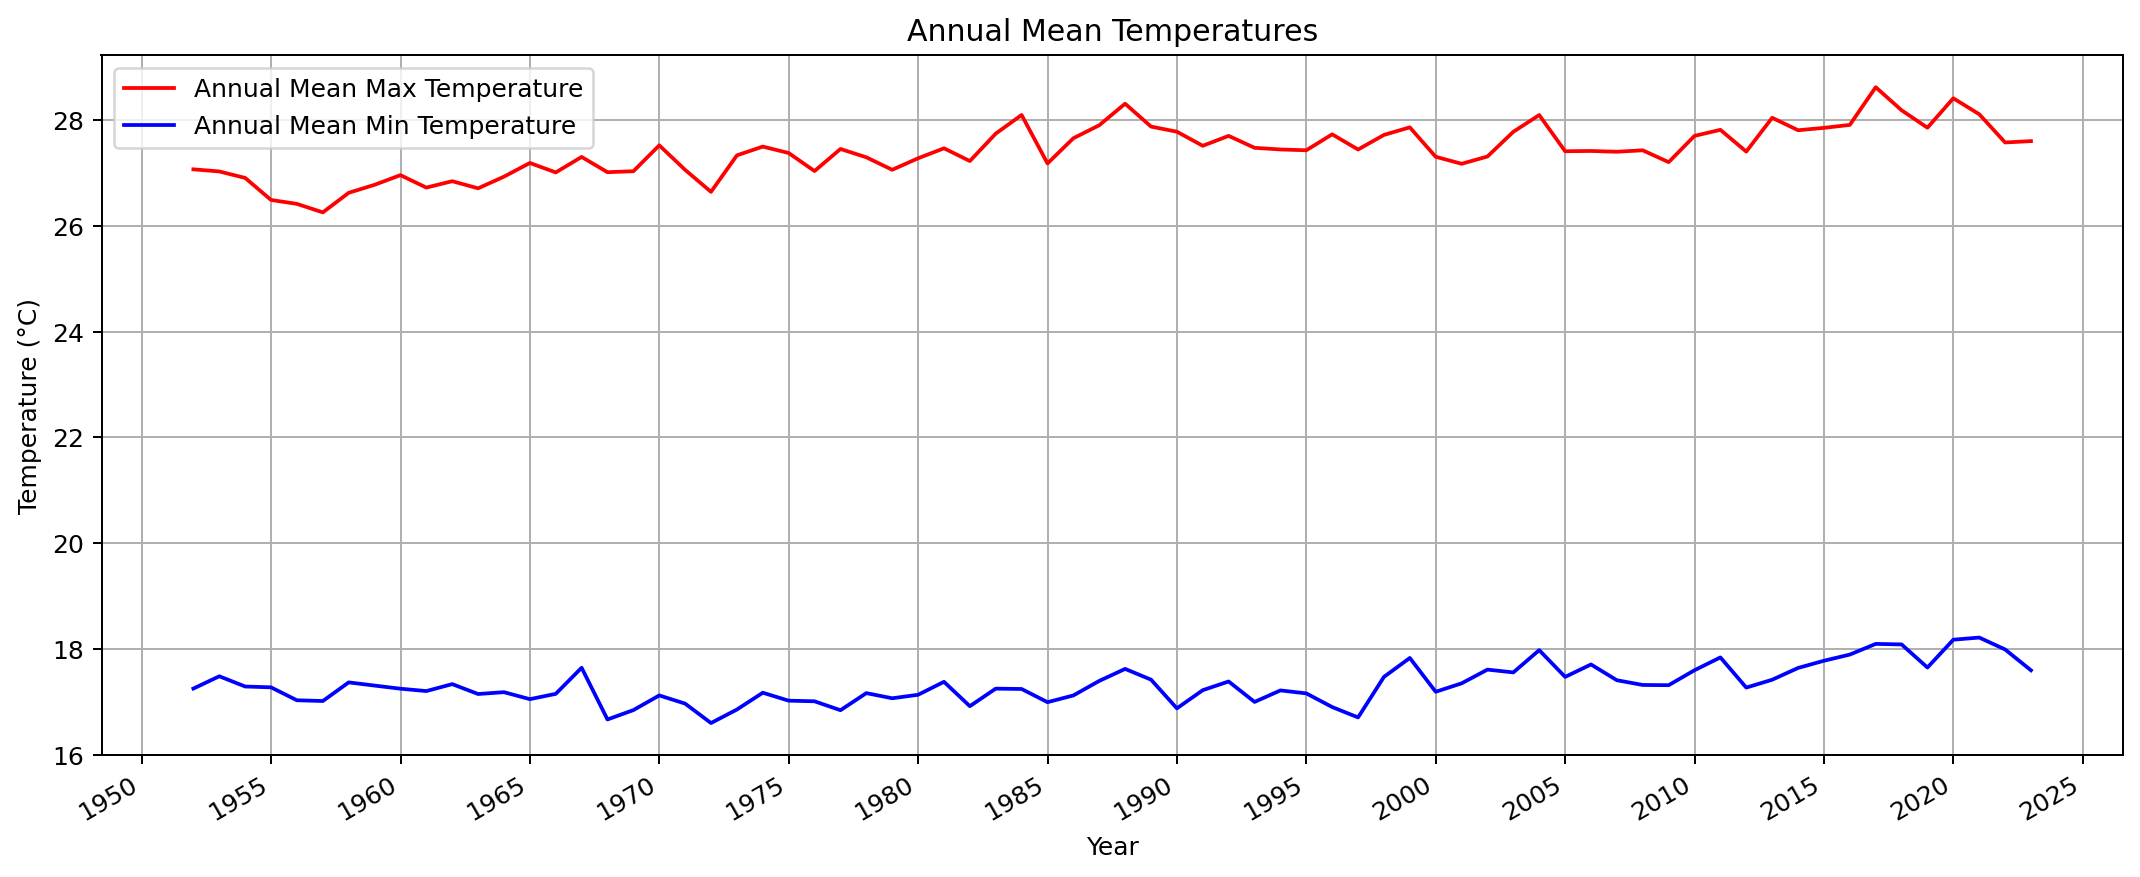 Annual Mean Temperatures
Annual Mean Max Temperature
Annual Mean Min Temperature
Temperature (°C)
28
26
24
22
20
18
16
1950 1955 1960 1965 1970 1975 1980 1985 1990 1995 2000 2005 2010 2015 2020 2025
Year